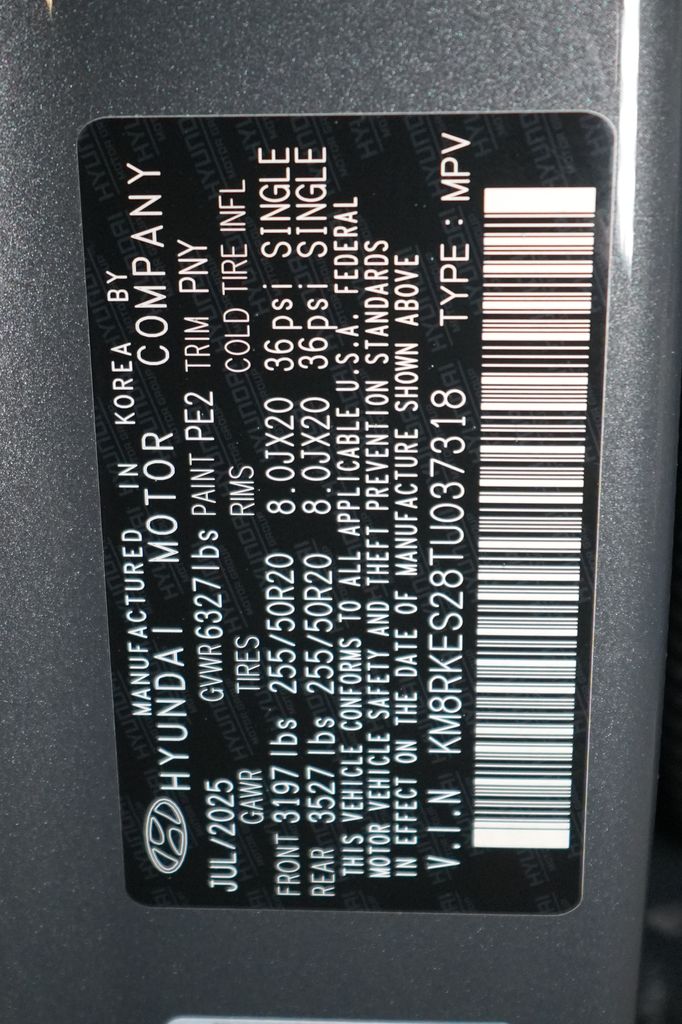 MANUFACTURED IN KOREA BY
HYUNDAI MOTOR COMPANY
JUL/2025 GVWR 6327 lbs PAINT PE2 TRIM PNY
GAWR TIRES RIMS COLD TIRE INFL
FRONT 3197 lbs 255/50R20 8.0JX20 36psi SINGLE
REAR 3527 lbs 255/50R20 8.0JX20 36psi SINGLE
THIS VEHICLE CONFORMS TO ALL APPLICABLE U.S.A. FEDERAL
MOTOR VEHICLE SAFETY AND THEFT PREVENTION STANDARDS
IN EFFECT ON THE DATE OF MANUFACTURE SHOWN ABOVE
V.I.N KM8RKES28TU037318 TYPE : MPV